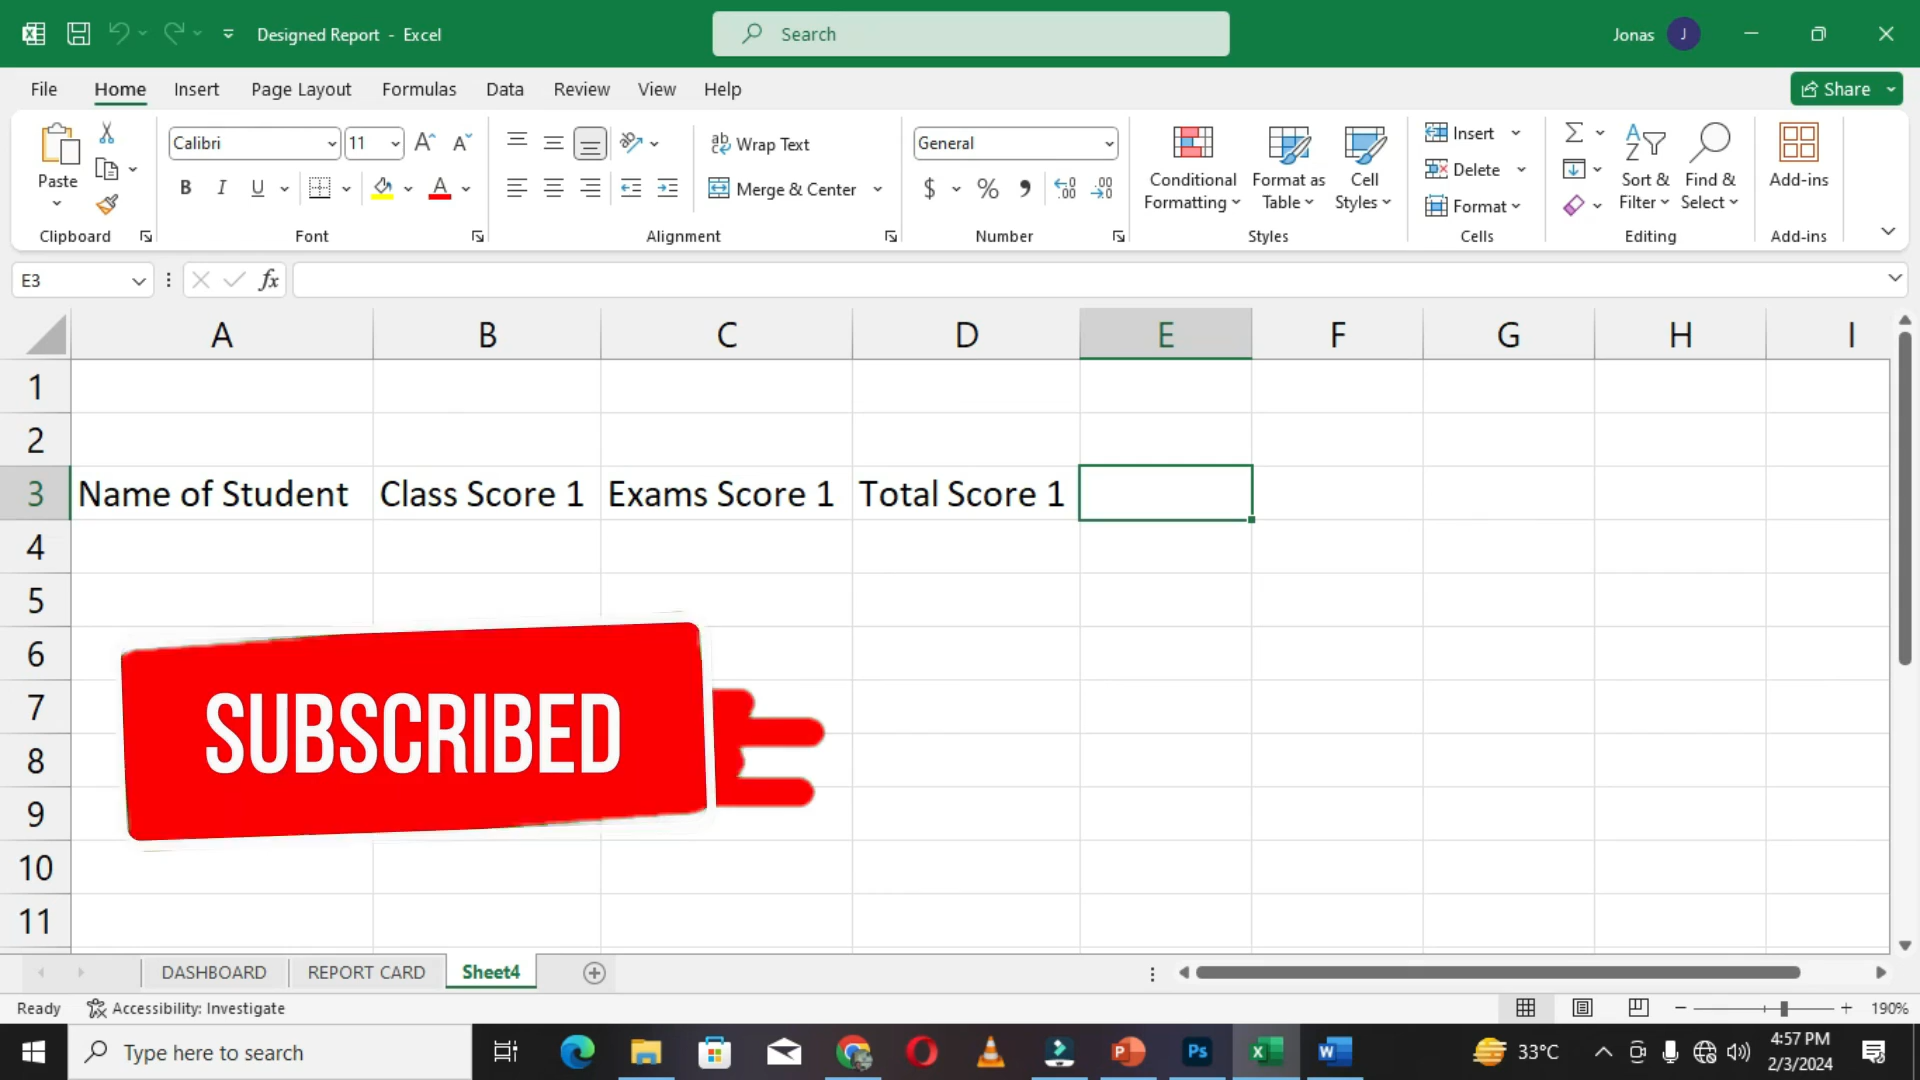 Designed Report - Excel
Search
Jonas J
File Home Insert Page Layout Formulas Data Review View Help Share
Calibri 11
ab Wrap Text
General
Insert
Paste
Conditional Formatting
Format as Table
Cell Styles
Delete
Sort & Filter
Find & Select
Add-ins
B I U A
Merge & Center
$ % ,
Format
Clipboard Font Alignment Number Styles Cells Editing Add-ins
E3 fx
A B C D E F G H I
1
2
3 Name of Student Class Score 1 Exams Score 1 Total Score 1
4
5
6
7
SUBSCRIBED
8
9
10
11
DASHBOARD REPORT CARD Sheet4
Ready Accessibility: Investigate 190%
Type here to search
P Ps X W
33°C
4:57 PM
2/3/2024